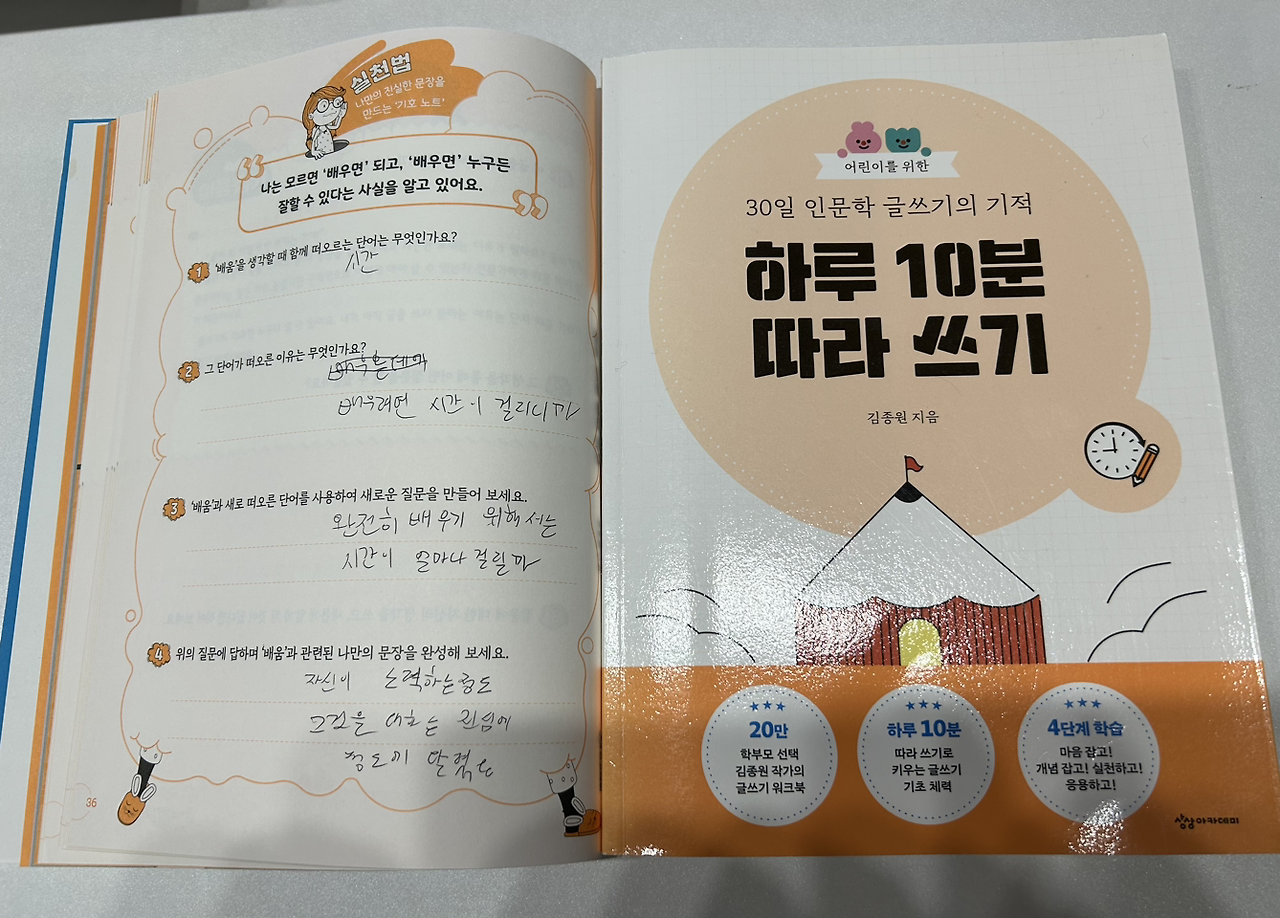 실천법
나만의 진실한 문장을
만드는 '기호 노트'
나는 모르면 '배우면' 되고, '배우면' 누구든
잘할 수 있다는 사실을 알고 있어요.
1 '배움'을 생각할 때 함께 떠오르는 단어는 무엇인가요?
시간
2 그 단어가 떠오른 이유는 무엇인가요?
배우려면 시간이 걸리니까
3 '배움'과 새로 떠오른 단어를 사용하여 새로운 질문을 만들어 보세요.
완전히 배우기 위해서는
시간이 얼마나 걸릴까
4 위의 질문에 답하며 '배움'과 관련된 나만의 문장을 완성해 보세요.
자신이 노력하는
그것을 대하는
36
어린이를 위한
30일 인문학 글쓰기의 기적
하루 10분
따라 쓰기
김종원 지음
20만
학부모 선택
김종원 작가의
글쓰기 워크북
하루 10분
따라 쓰기로
키우는 글쓰기
기초 체력
4단계 학습
마음 잡고!
개념 잡고! 실천하고!
응용하고!
상상아카데미